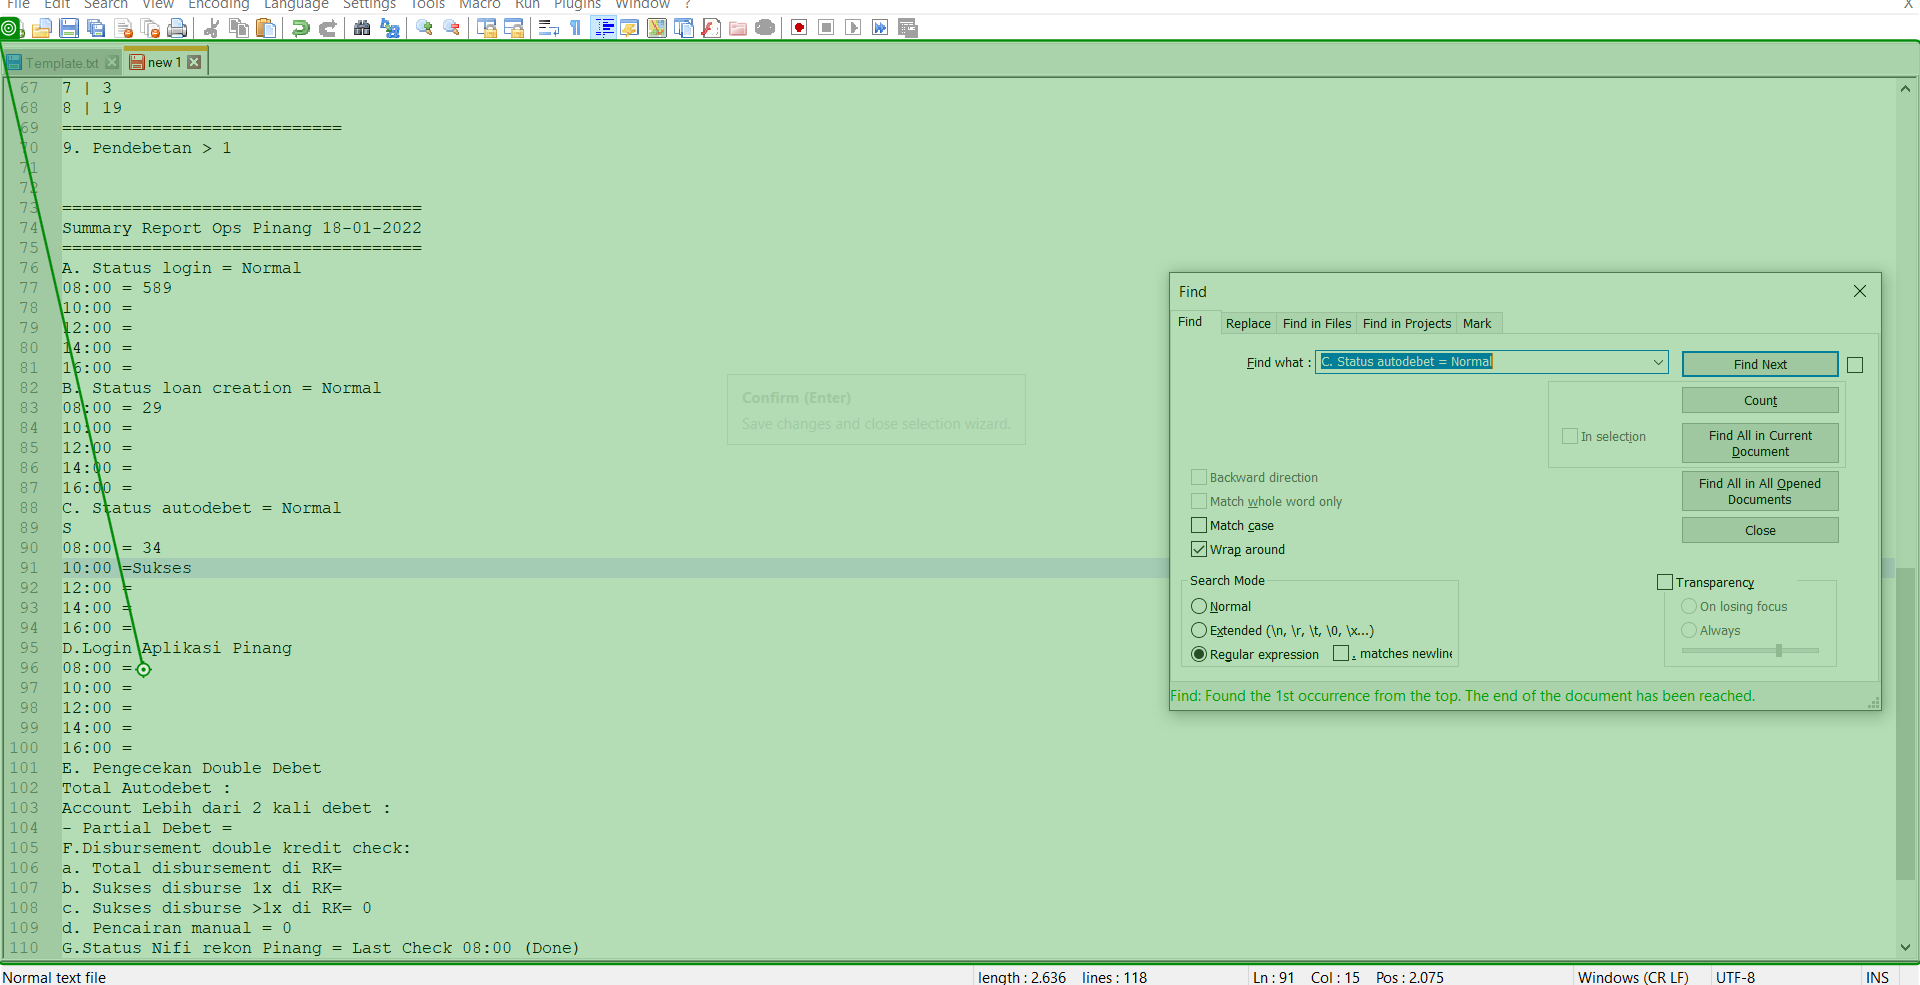 File Edit Search View Encoding Language Settings Tools Macro Run Plugins Window ? X
Template.txt new 1
67 7 | 3
68 8 | 19
69 ============================
70 9. Pendebetan > 1
71
72
73 ====================================
74 Summary Report Ops Pinang 18-01-2022
75 ====================================
76 A. Status login = Normal
77 08:00 = 589
78 10:00 =
79 12:00 =
80 14:00 =
81 16:00 =
82 B. Status loan creation = Normal
83 08:00 = 29
84 10:00 =
85 12:00 =
86 14:00 =
87 16:00 =
88 C. Status autodebet = Normal
89 S
90 08:00 = 34
91 10:00 =Sukses
92 12:00 =
93 14:00 =
94 16:00 =
95 D.Login Aplikasi Pinang
96 08:00 =
97 10:00 =
98 12:00 =
99 14:00 =
100 16:00 =
101 E. Pengecekan Double Debet
102 Total Autodebet :
103 Account Lebih dari 2 kali debet :
104 - Partial Debet =
105 F.Disbursement double kredit check:
106 a. Total disbursement di RK=
107 b. Sukses disburse 1x di RK=
108 c. Sukses disburse >1x di RK= 0
109 d. Pencairan manual = 0
110 G.Status Nifi rekon Pinang = Last Check 08:00 (Done)
Confirm (Enter)
Save changes and close selection wizard.
Find
Find Replace Find in Files Find in Projects Mark
Find what : C. Status autodebet = Normal
Find Next
Count
In selection
Find All in Current Document
Find All in All Opened Documents
Close
Backward direction
Match whole word only
Match case
Wrap around
Search Mode
Normal
Extended (\n, \r, \t, \0, \x...)
Regular expression . matches newline
Transparency
On losing focus
Always
Find: Found the 1st occurrence from the top. The end of the document has been reached.
Normal text file length : 2.636 lines : 118 Ln : 91 Col : 15 Pos : 2.075 Windows (CR LF) UTF-8 INS